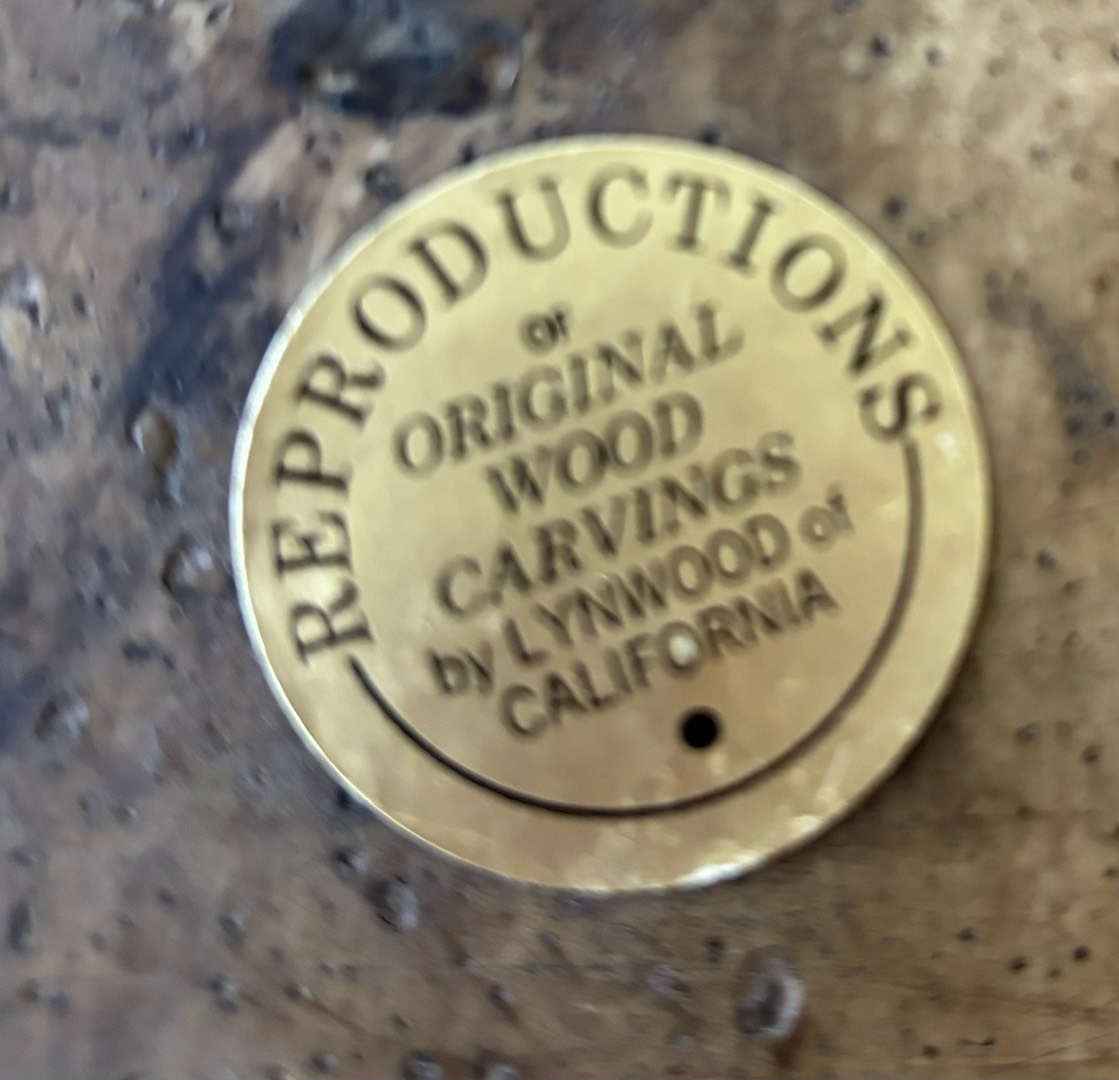 REPRODUCTIONS
of
ORIGINAL
WOOD
CARVINGS
by LYNWOOD of
CALIFORNIA